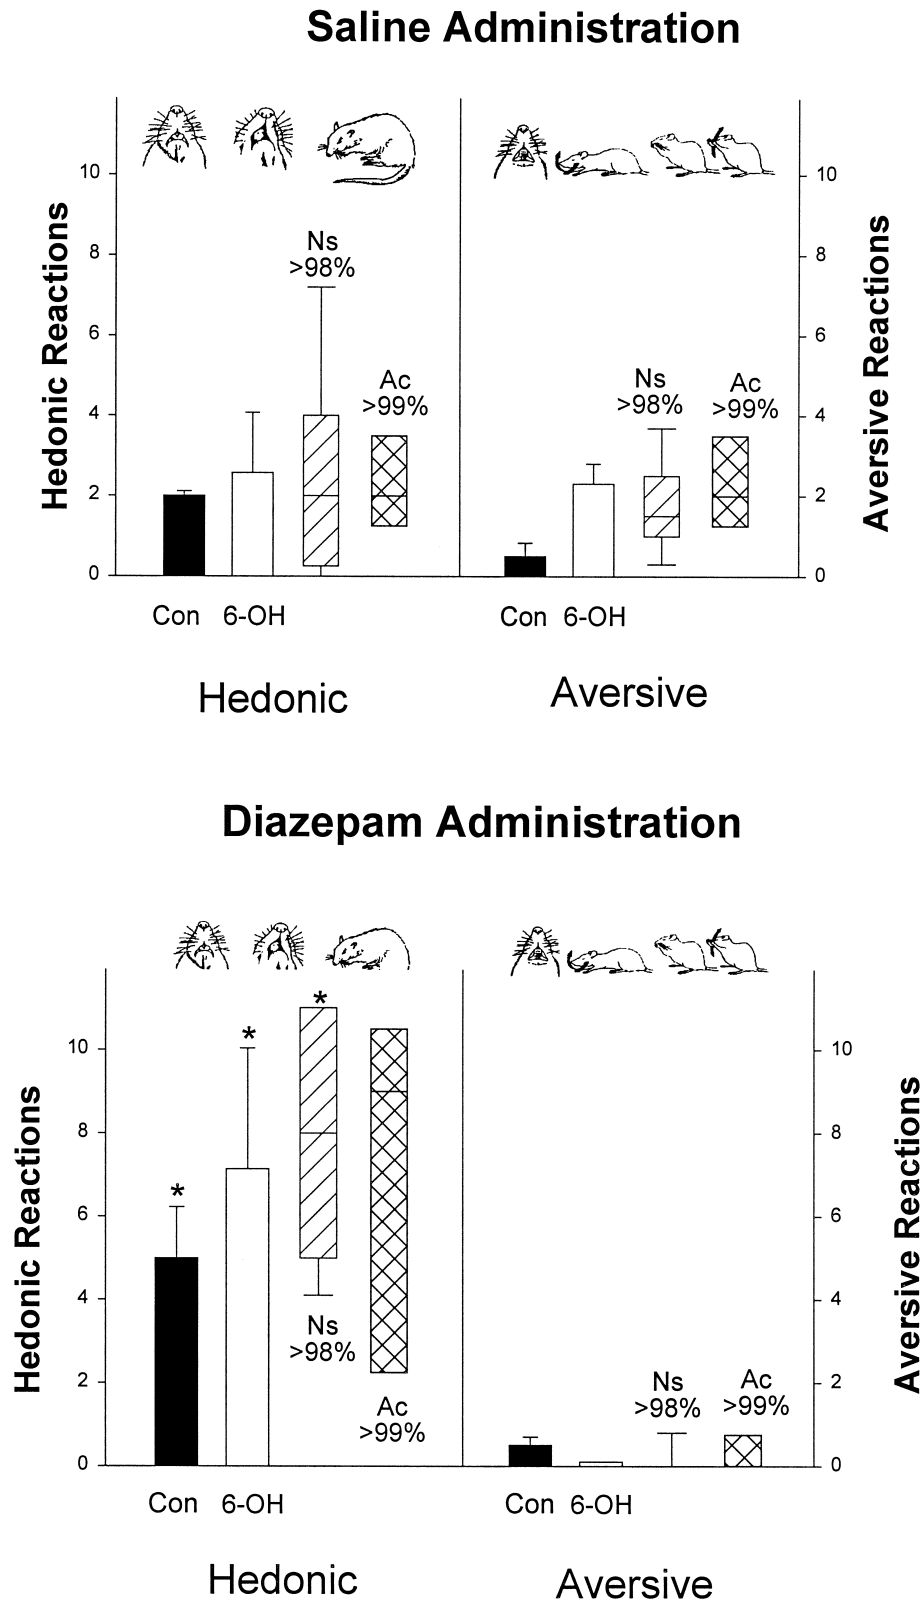 Saline Administration
10
8
6
4
2
0
Hedonic Reactions
Ns
>98%
Ac
>99%
Ns
>98%
Ac
>99%
10
8
6
4
2
0
Aversive Reactions
Con 6-OH
Con 6-OH
Hedonic
Aversive
Diazepam Administration
10
8
6
4
2
0
Hedonic Reactions
*
*
*
Ns
>98%
Ac
>99%
Ns
>98%
Ac
>99%
10
8
6
4
2
0
Aversive Reactions
Con 6-OH
Con 6-OH
Hedonic
Aversive